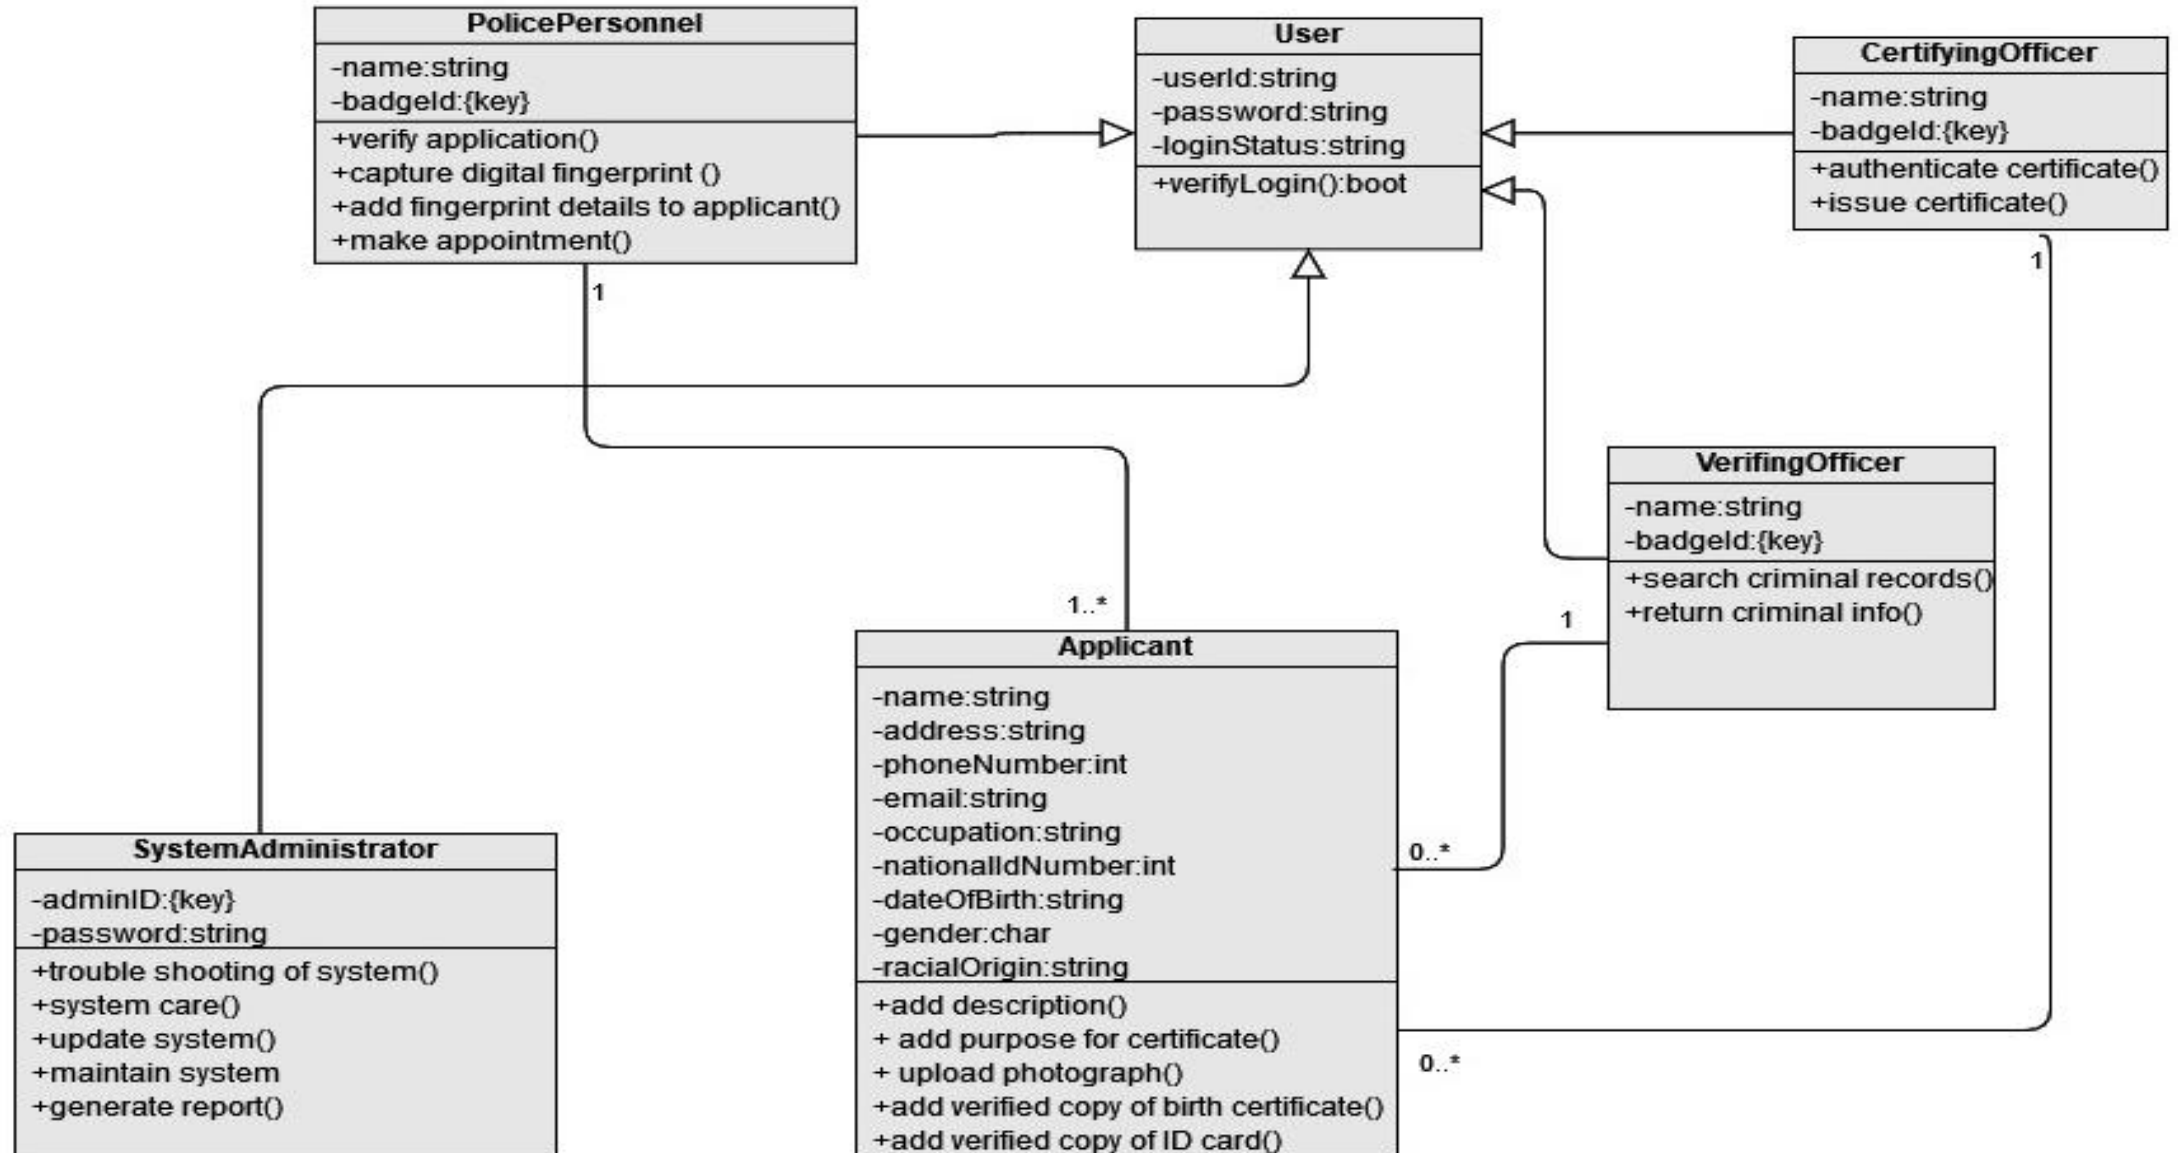 PolicePersonnel
-name:string
-badgeId:{key}
+verify application()
+capture digital fingerprint ()
+add fingerprint details to applicant()
+make appointment()
1
User
-userId:string
-password:string
-loginStatus:string
+verifyLogin():boot
CertifyingOfficer
-name:string
-badgeId:{key}
+authenticate certificate()
+issue certificate()
1
VerifingOfficer
-name:string
-badgeId:{key}
+search criminal records()
+return criminal info()
1
1..*
Applicant
-name:string
-address:string
-phoneNumber:int
-email:string
-occupation:string
-nationalIdNumber:int
-dateOfBirth:string
-gender:char
-racialOrigin:string
+add description()
+ add purpose for certificate()
+ upload photograph()
+add verified copy of birth certificate()
+add verified copy of ID card()
0..*
0..*
SystemAdministrator
-adminID:{key}
-password:string
+trouble shooting of system()
+system care()
+update system()
+maintain system
+generate report()